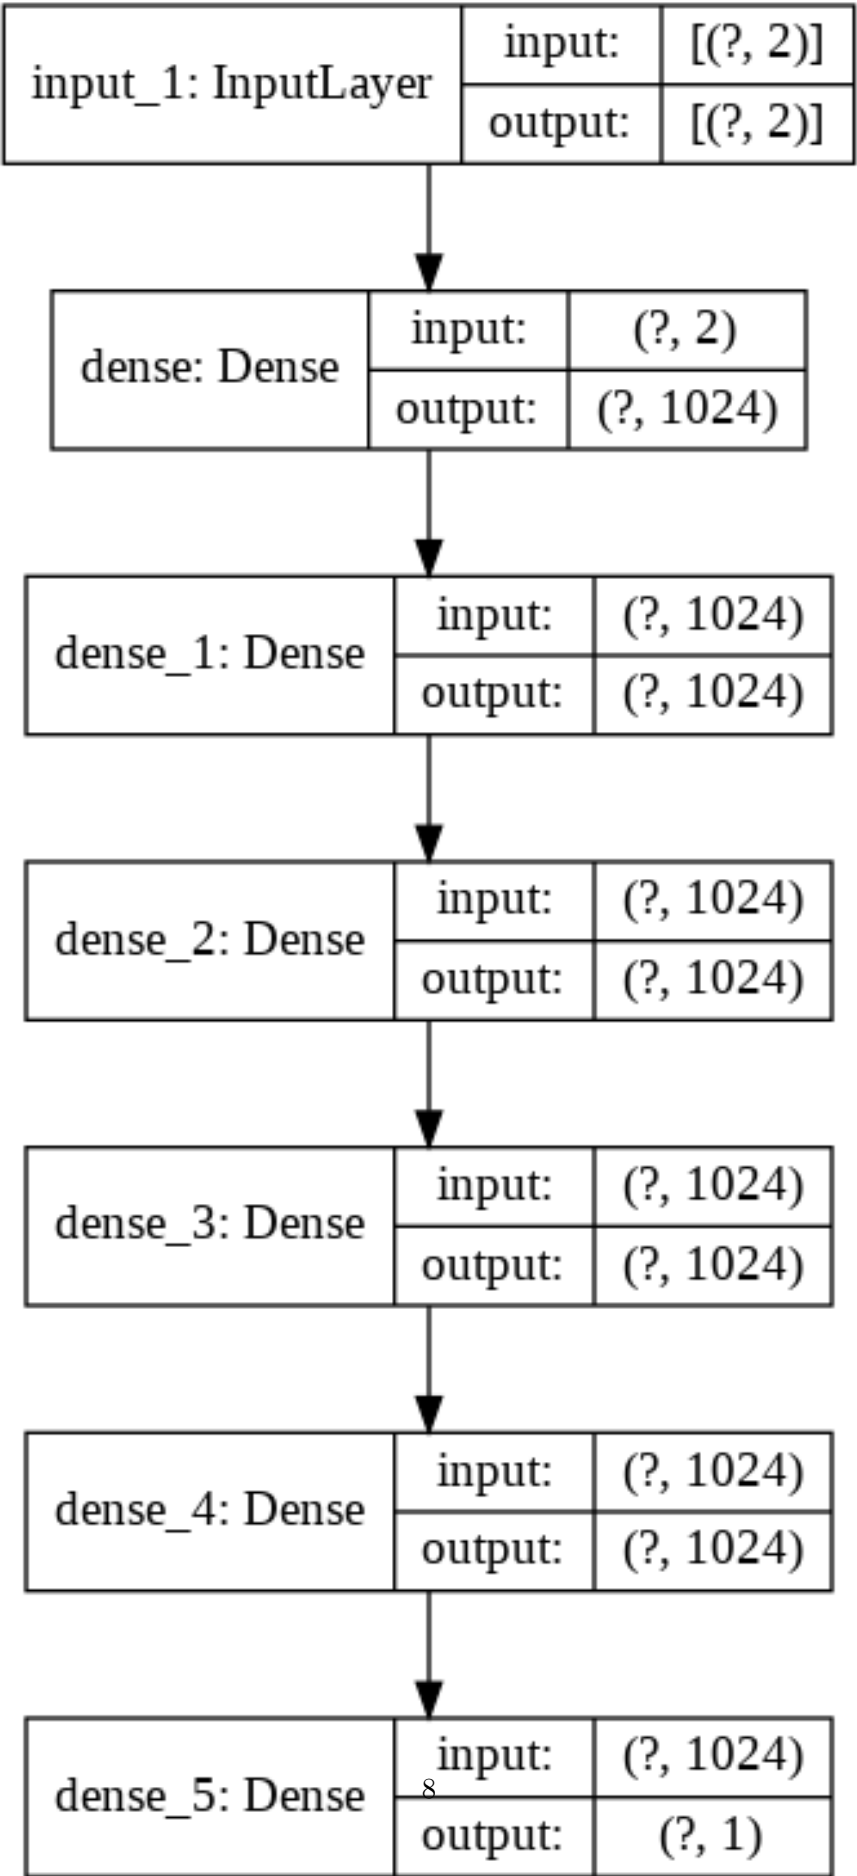 input_1: InputLayer
input: [(?, 2)]
output: [(?, 2)]
dense: Dense
input: (?, 2)
output: (?, 1024)
dense_1: Dense
input: (?, 1024)
output: (?, 1024)
dense_2: Dense
input: (?, 1024)
output: (?, 1024)
dense_3: Dense
input: (?, 1024)
output: (?, 1024)
dense_4: Dense
input: (?, 1024)
output: (?, 1024)
dense_5: Dense
input: (?, 1024)
8
output: (?, 1)